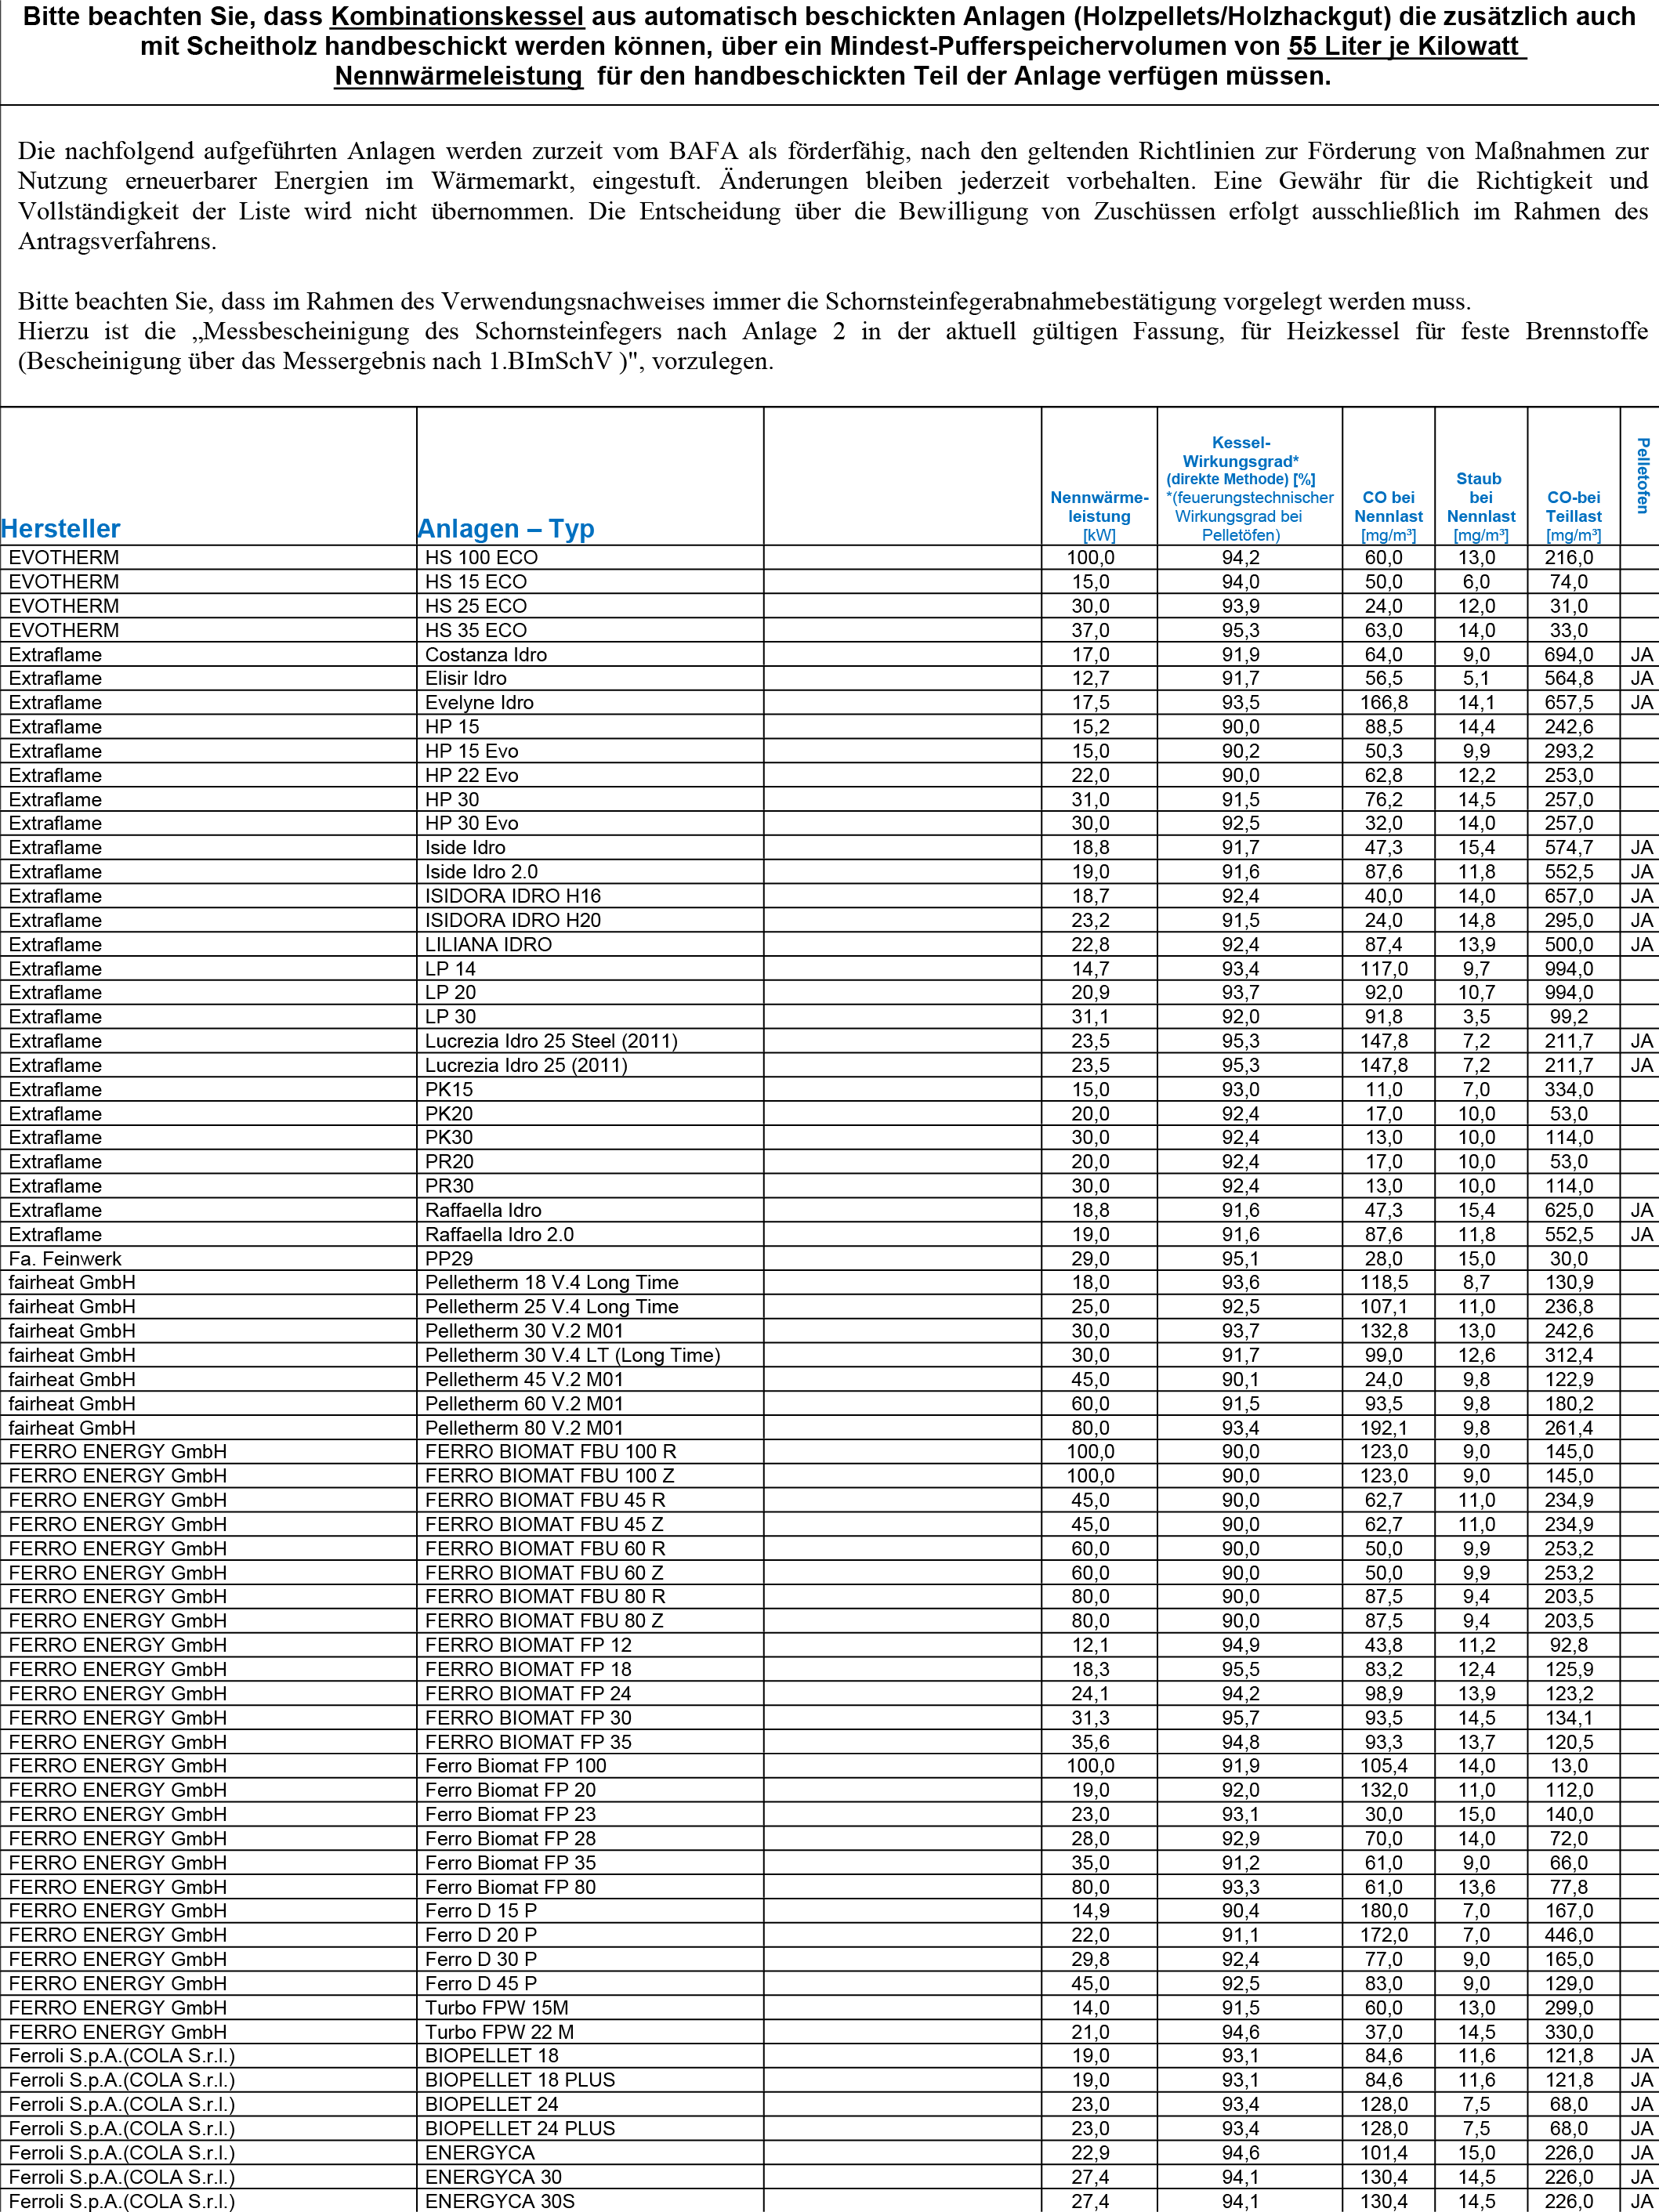 Bitte beachten Sie, dass Kombinationskessel aus automatisch beschickten Anlagen (Holzpellets/Holzhackgut) die zusätzlich auch
mit Scheitholz handbeschickt werden können, über ein Mindest-Pufferspeichervolumen von 55 Liter je Kilowatt
Nennwärmeleistung für den handbeschickten Teil der Anlage verfügen müssen.
Die nachfolgend aufgeführten Anlagen werden zurzeit vom BAFA als förderfähig, nach den geltenden Richtlinien zur Förderung von Maßnahmen zur
Nutzung erneuerbarer Energien im Wärmemarkt, eingestuft. Änderungen bleiben jederzeit vorbehalten. Eine Gewähr für die Richtigkeit und
Vollständigkeit der Liste wird nicht übernommen. Die Entscheidung über die Bewilligung von Zuschüssen erfolgt ausschließlich im Rahmen des
Antragsverfahrens.
Bitte beachten Sie, dass im Rahmen des Verwendungsnachweises immer die Schornsteinfegerabnahmebestätigung vorgelegt werden muss.
Hierzu ist die „Messbescheinigung des Schornsteinfegers nach Anlage 2 in der aktuell gültigen Fassung, für Heizkessel für feste Brennstoffe
(Bescheinigung über das Messergebnis nach 1.BImSchV )", vorzulegen.
Hersteller
Anlagen – Typ
Nennwärme-
leistung
[kW]
Kessel-
Wirkungsgrad*
(direkte Methode) [%]
*(feuerungstechnischer
Wirkungsgrad bei
Pelletöfen)
CO bei
Nennlast
[mg/m³]
Staub
bei
Nennlast
[mg/m³]
CO-bei
Teillast
[mg/m³]
Pelletofen
EVOTHERM HS 100 ECO 100,0 94,2 60,0 13,0 216,0
EVOTHERM HS 15 ECO 15,0 94,0 50,0 6,0 74,0
EVOTHERM HS 25 ECO 30,0 93,9 24,0 12,0 31,0
EVOTHERM HS 35 ECO 37,0 95,3 63,0 14,0 33,0
Extraflame Costanza Idro 17,0 91,9 64,0 9,0 694,0 JA
Extraflame Elisir Idro 12,7 91,7 56,5 5,1 564,8 JA
Extraflame Evelyne Idro 17,5 93,5 166,8 14,1 657,5 JA
Extraflame HP 15 15,2 90,0 88,5 14,4 242,6
Extraflame HP 15 Evo 15,0 90,2 50,3 9,9 293,2
Extraflame HP 22 Evo 22,0 90,0 62,8 12,2 253,0
Extraflame HP 30 31,0 91,5 76,2 14,5 257,0
Extraflame HP 30 Evo 30,0 92,5 32,0 14,0 257,0
Extraflame Iside Idro 18,8 91,7 47,3 15,4 574,7 JA
Extraflame Iside Idro 2.0 19,0 91,6 87,6 11,8 552,5 JA
Extraflame ISIDORA IDRO H16 18,7 92,4 40,0 14,0 657,0 JA
Extraflame ISIDORA IDRO H20 23,2 91,5 24,0 14,8 295,0 JA
Extraflame LILIANA IDRO 22,8 92,4 87,4 13,9 500,0 JA
Extraflame LP 14 14,7 93,4 117,0 9,7 994,0
Extraflame LP 20 20,9 93,7 92,0 10,7 994,0
Extraflame LP 30 31,1 92,0 91,8 3,5 99,2
Extraflame Lucrezia Idro 25 Steel (2011) 23,5 95,3 147,8 7,2 211,7 JA
Extraflame Lucrezia Idro 25 (2011) 23,5 95,3 147,8 7,2 211,7 JA
Extraflame PK15 15,0 93,0 11,0 7,0 334,0
Extraflame PK20 20,0 92,4 17,0 10,0 53,0
Extraflame PK30 30,0 92,4 13,0 10,0 114,0
Extraflame PR20 20,0 92,4 17,0 10,0 53,0
Extraflame PR30 30,0 92,4 13,0 10,0 114,0
Extraflame Raffaella Idro 18,8 91,6 47,3 15,4 625,0 JA
Extraflame Raffaella Idro 2.0 19,0 91,6 87,6 11,8 552,5 JA
Fa. Feinwerk PP29 29,0 95,1 28,0 15,0 30,0
fairheat GmbH Pelletherm 18 V.4 Long Time 18,0 93,6 118,5 8,7 130,9
fairheat GmbH Pelletherm 25 V.4 Long Time 25,0 92,5 107,1 11,0 236,8
fairheat GmbH Pelletherm 30 V.2 M01 30,0 93,7 132,8 13,0 242,6
fairheat GmbH Pelletherm 30 V.4 LT (Long Time) 30,0 91,7 99,0 12,6 312,4
fairheat GmbH Pelletherm 45 V.2 M01 45,0 90,1 24,0 9,8 122,9
fairheat GmbH Pelletherm 60 V.2 M01 60,0 91,5 93,5 9,8 180,2
fairheat GmbH Pelletherm 80 V.2 M01 80,0 93,4 192,1 9,8 261,4
FERRO ENERGY GmbH FERRO BIOMAT FBU 100 R 100,0 90,0 123,0 9,0 145,0
FERRO ENERGY GmbH FERRO BIOMAT FBU 100 Z 100,0 90,0 123,0 9,0 145,0
FERRO ENERGY GmbH FERRO BIOMAT FBU 45 R 45,0 90,0 62,7 11,0 234,9
FERRO ENERGY GmbH FERRO BIOMAT FBU 45 Z 45,0 90,0 62,7 11,0 234,9
FERRO ENERGY GmbH FERRO BIOMAT FBU 60 R 60,0 90,0 50,0 9,9 253,2
FERRO ENERGY GmbH FERRO BIOMAT FBU 60 Z 60,0 90,0 50,0 9,9 253,2
FERRO ENERGY GmbH FERRO BIOMAT FBU 80 R 80,0 90,0 87,5 9,4 203,5
FERRO ENERGY GmbH FERRO BIOMAT FBU 80 Z 80,0 90,0 87,5 9,4 203,5
FERRO ENERGY GmbH FERRO BIOMAT FP 12 12,1 94,9 43,8 11,2 92,8
FERRO ENERGY GmbH FERRO BIOMAT FP 18 18,3 95,5 83,2 12,4 125,9
FERRO ENERGY GmbH FERRO BIOMAT FP 24 24,1 94,2 98,9 13,9 123,2
FERRO ENERGY GmbH FERRO BIOMAT FP 30 31,3 95,7 93,5 14,5 134,1
FERRO ENERGY GmbH FERRO BIOMAT FP 35 35,6 94,8 93,3 13,7 120,5
FERRO ENERGY GmbH Ferro Biomat FP 100 100,0 91,9 105,4 14,0 13,0
FERRO ENERGY GmbH Ferro Biomat FP 20 19,0 92,0 132,0 11,0 112,0
FERRO ENERGY GmbH Ferro Biomat FP 23 23,0 93,1 30,0 15,0 140,0
FERRO ENERGY GmbH Ferro Biomat FP 28 28,0 92,9 70,0 14,0 72,0
FERRO ENERGY GmbH Ferro Biomat FP 35 35,0 91,2 61,0 9,0 66,0
FERRO ENERGY GmbH Ferro Biomat FP 80 80,0 93,3 61,0 13,6 77,8
FERRO ENERGY GmbH Ferro D 15 P 14,9 90,4 180,0 7,0 167,0
FERRO ENERGY GmbH Ferro D 20 P 22,0 91,1 172,0 7,0 446,0
FERRO ENERGY GmbH Ferro D 30 P 29,8 92,4 77,0 9,0 165,0
FERRO ENERGY GmbH Ferro D 45 P 45,0 92,5 83,0 9,0 129,0
FERRO ENERGY GmbH Turbo FPW 15M 14,0 91,5 60,0 13,0 299,0
FERRO ENERGY GmbH Turbo FPW 22 M 21,0 94,6 37,0 14,5 330,0
Ferroli S.p.A.(COLA S.r.l.) BIOPELLET 18 19,0 93,1 84,6 11,6 121,8 JA
Ferroli S.p.A.(COLA S.r.l.) BIOPELLET 18 PLUS 19,0 93,1 84,6 11,6 121,8 JA
Ferroli S.p.A.(COLA S.r.l.) BIOPELLET 24 23,0 93,4 128,0 7,5 68,0 JA
Ferroli S.p.A.(COLA S.r.l.) BIOPELLET 24 PLUS 23,0 93,4 128,0 7,5 68,0 JA
Ferroli S.p.A.(COLA S.r.l.) ENERGYCA 22,9 94,6 101,4 15,0 226,0 JA
Ferroli S.p.A.(COLA S.r.l.) ENERGYCA 30 27,4 94,1 130,4 14,5 226,0 JA
Ferroli S.p.A.(COLA S.r.l.) ENERGYCA 30S 27,4 94,1 130,4 14,5 226,0 JA